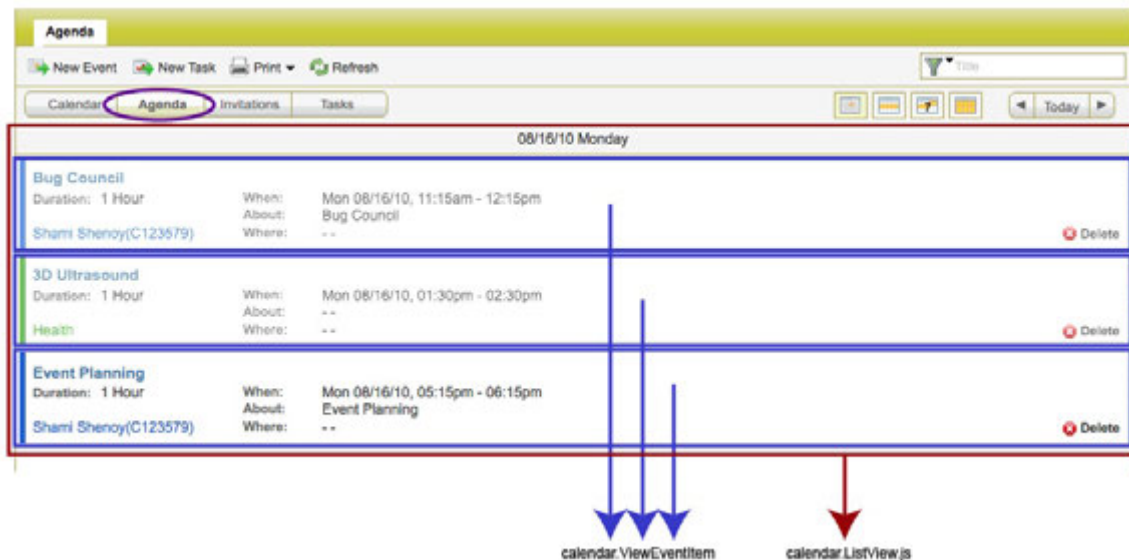 Agenda
New Event New Task Print Refresh Title
Calendar Agenda Invitations Tasks ? Today
08/16/10 Monday
Bug Council
Duration: 1 Hour When: Mon 08/16/10, 11:15am - 12:15pm
About: Bug Council
Shami Shenoy(C123579) Where: - - Delete
3D Ultrasound
Duration: 1 Hour When: Mon 08/16/10, 01:30pm - 02:30pm
About: - -
Health Where: - - Delete
Event Planning
Duration: 1 Hour When: Mon 08/16/10, 05:15pm - 06:15pm
About: Event Planning
Shami Shenoy(C123579) Where: - - Delete
calendar.ViewEventItem calendar.ListView.js